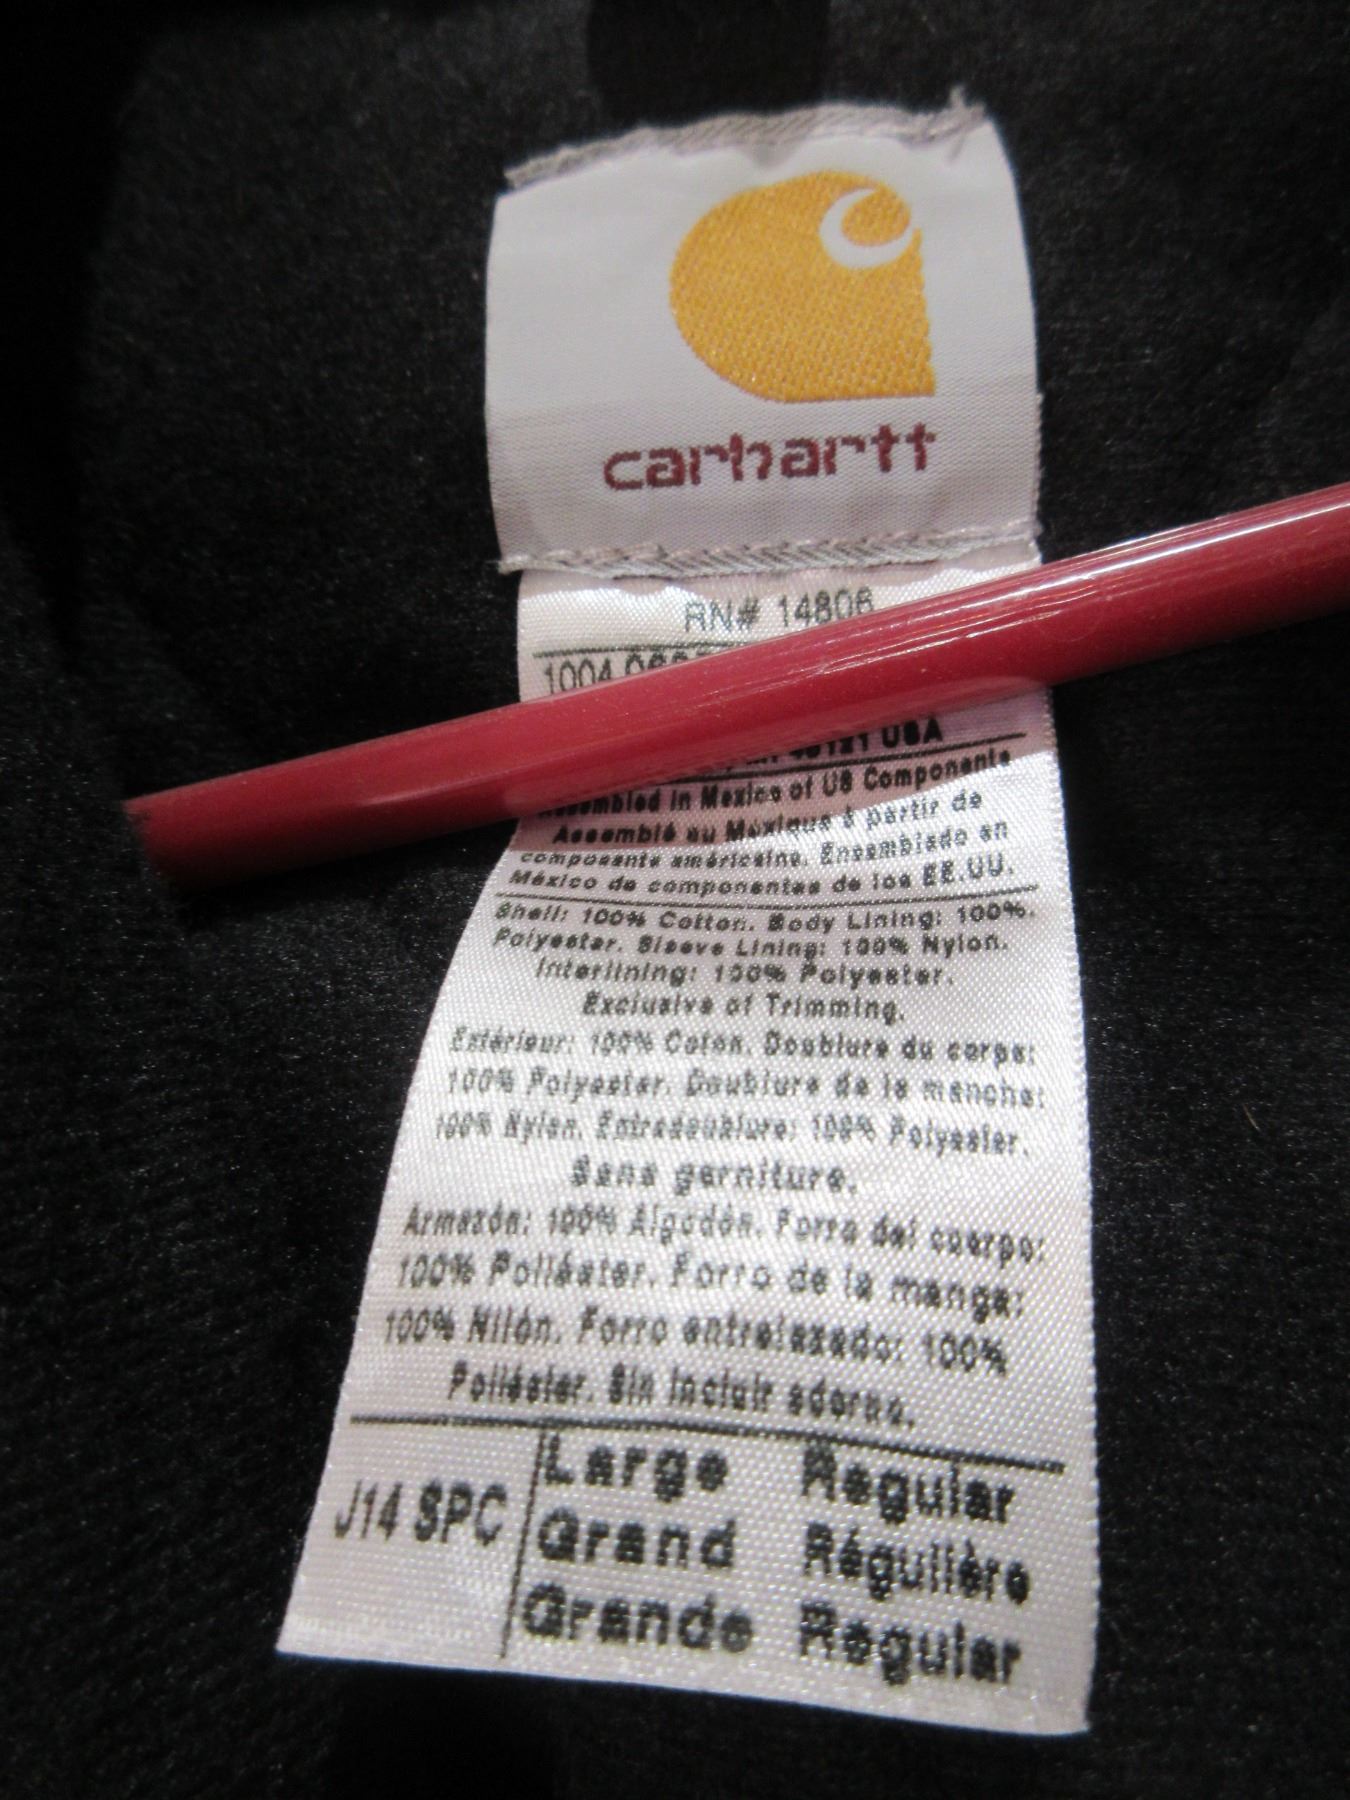 carhartt
RN# 14806
1004
USA
Assembled in Mexico of US Components
Assemblé au Mexique à partir de
composants américains. Ensamblado en
México de componentes de los EE.UU.
Shell: 100% Cotton. Body Lining: 100%
Polyester. Sleeve Lining: 100% Nylon.
Interlining: 100% Polyester.
Exclusive of Trimming.
Extérieur: 100% Coton. Doublure du corps:
100% Polyester. Doublure de la manche:
100% Nylon. Entredoublure: 100% Polyester.
Sans garniture.
Armazón: 100% Algodón. Forro del cuerpo:
100% Poliéster. Forro de la manga:
100% Nilón. Forro entrelazado: 100%
Poliéster. Sin incluir adorno.
J14 SPC
Large Regular
Grand Régulière
Grande Regular